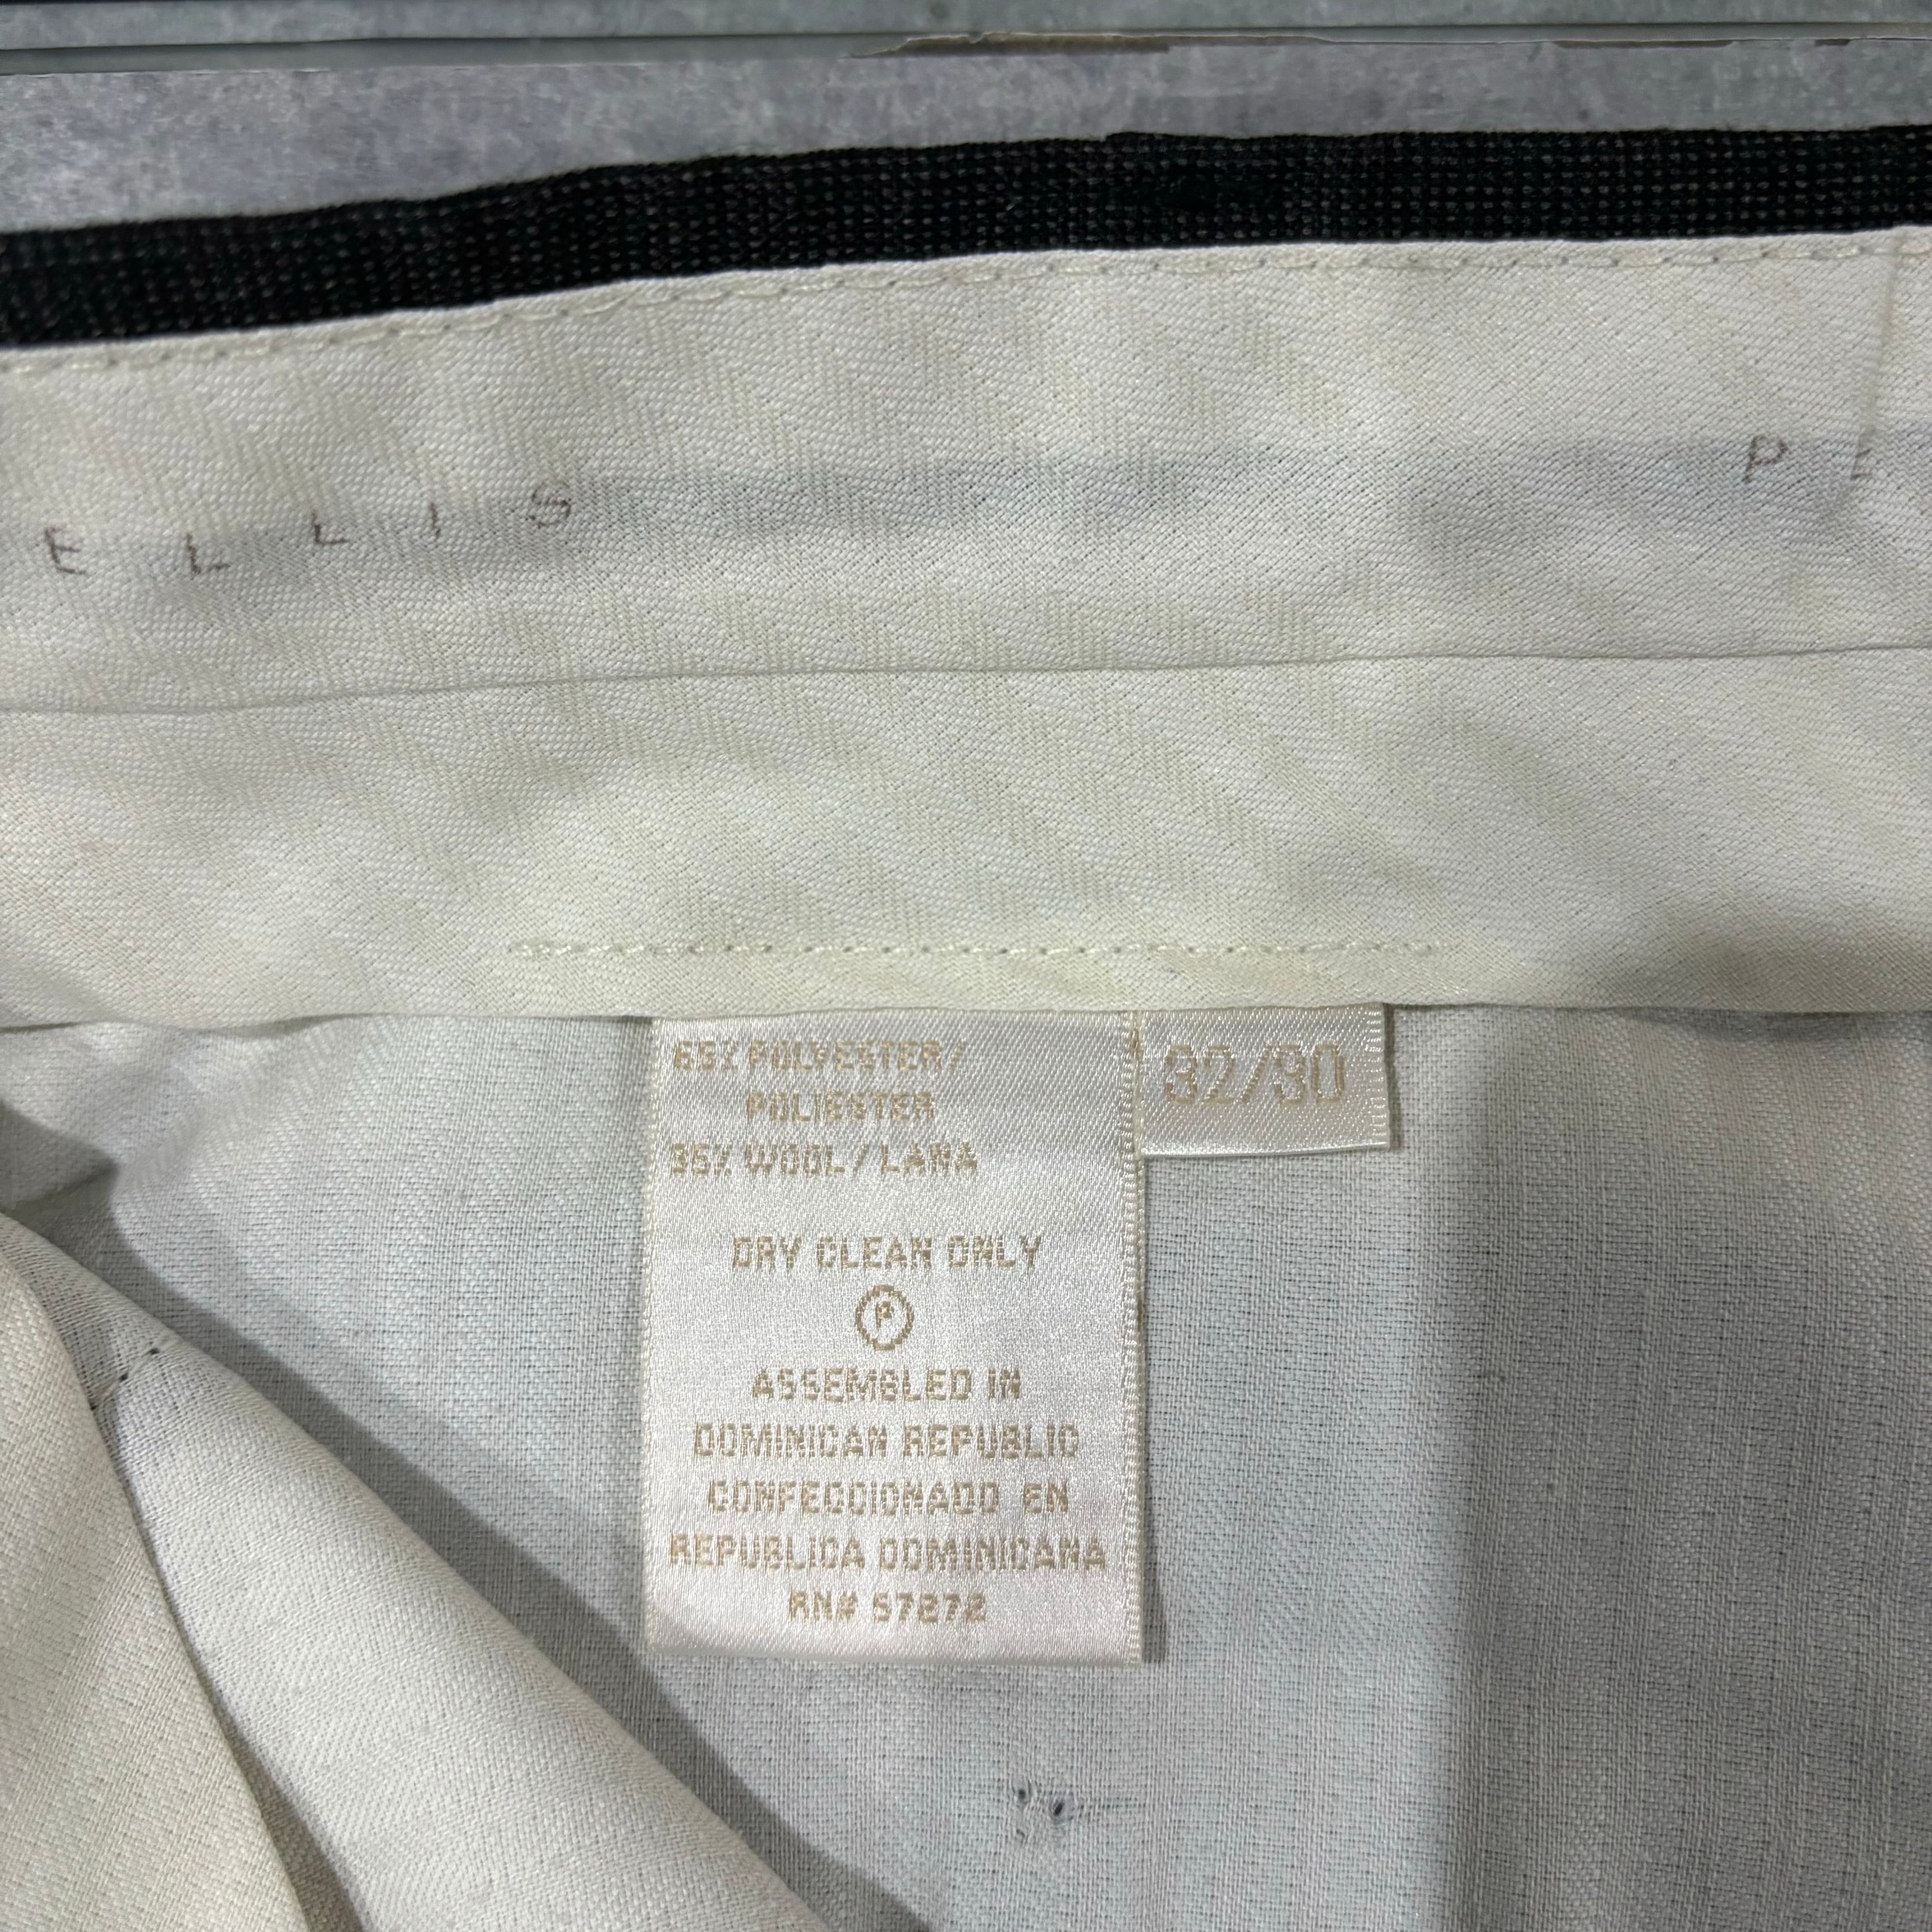 ELLIS PE
65% POLYESTER/
POLIESTER
35% WOOL/LANA
32/30
DRY CLEAN ONLY
P
ASSEMBLED IN
DOMINICAN REPUBLIC
CONFECCIONADO EN
REPUBLICA DOMINICANA
RN# 57272